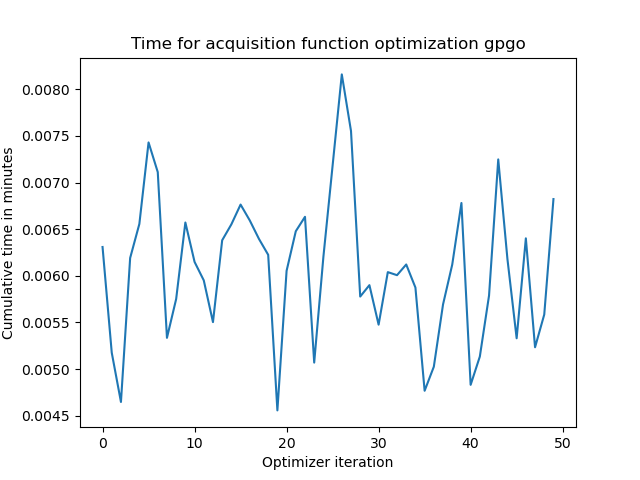 Time for acquisition function optimization gpgo
0.0080
0.0075
0.0070
0.0065
0.0060
0.0055
0.0050
0.0045
Cumulative time in minutes
0 10 20 30 40 50
Optimizer iteration